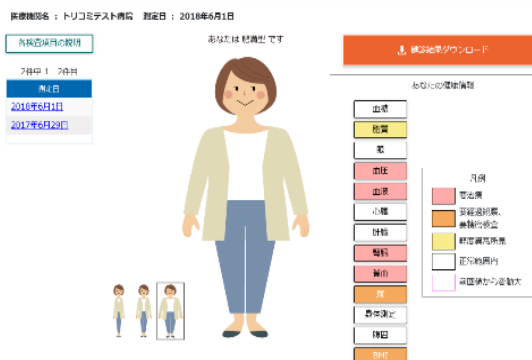 医療機関名 : トリコミテスト病院　測定日 : 2018年6月1日
各検査項目の説明
あなたは 肥満型 です
健診結果ダウンロード
2件中 1 - 2件目
測定日
2018年6月1日
2017年6月29日
あなたの健康情報
血糖
脂質
眼
血圧
血液
心臓
肝臓
腎臓
貧血
尿
身体測定
BMI
凡例
要治療
要経過観察、
要精密検査
軽度異常所見
正常範囲内
前回値から変動大